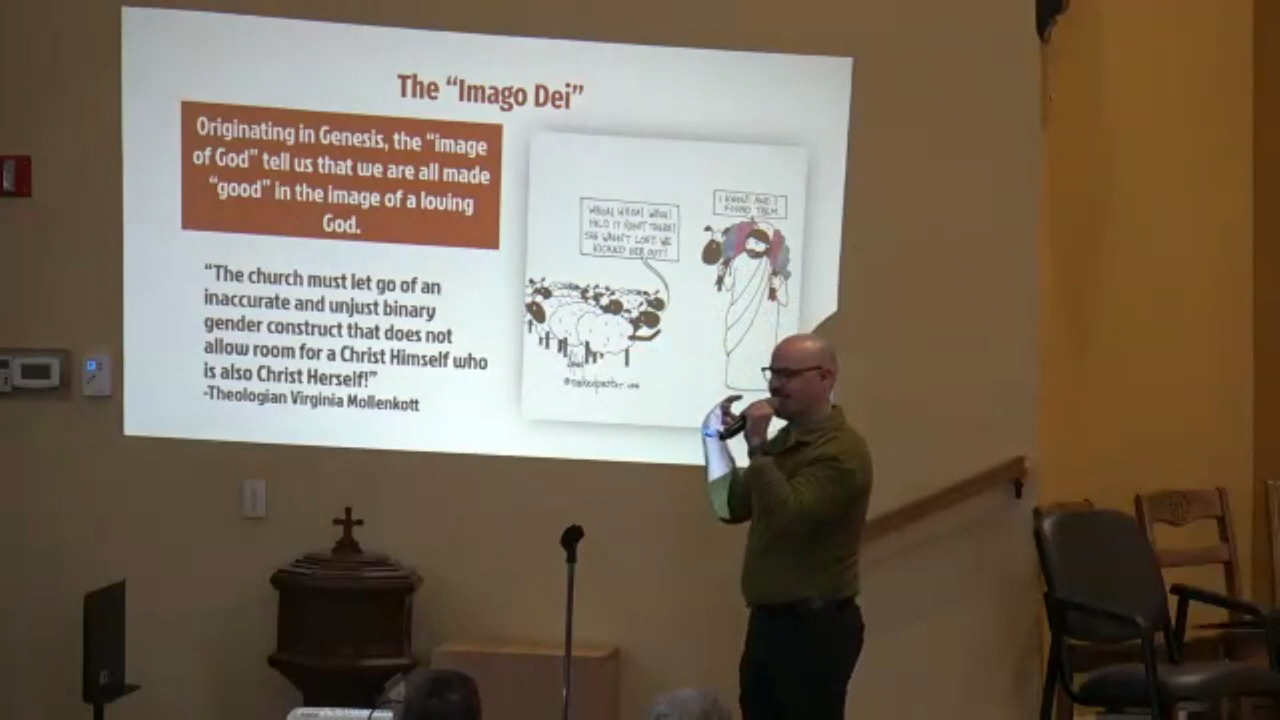 The “Imago Dei”
Originating in Genesis, the “image
of God” tell us that we are all made
“good” in the image of a loving
God.
“The church must let go of an
inaccurate and unjust binary
gender construct that does not
allow room for a Christ Himself who
is also Christ Herself!”
-Theologian Virginia Mollenkott
WHOA! WHOA! WHOA!
HOLD IT RIGHT THERE!
SHE WASN'T LOST. WE
KICKED HER OUT!
I KNOW! AND I
FOUND THEM.
@nakedpastor.com